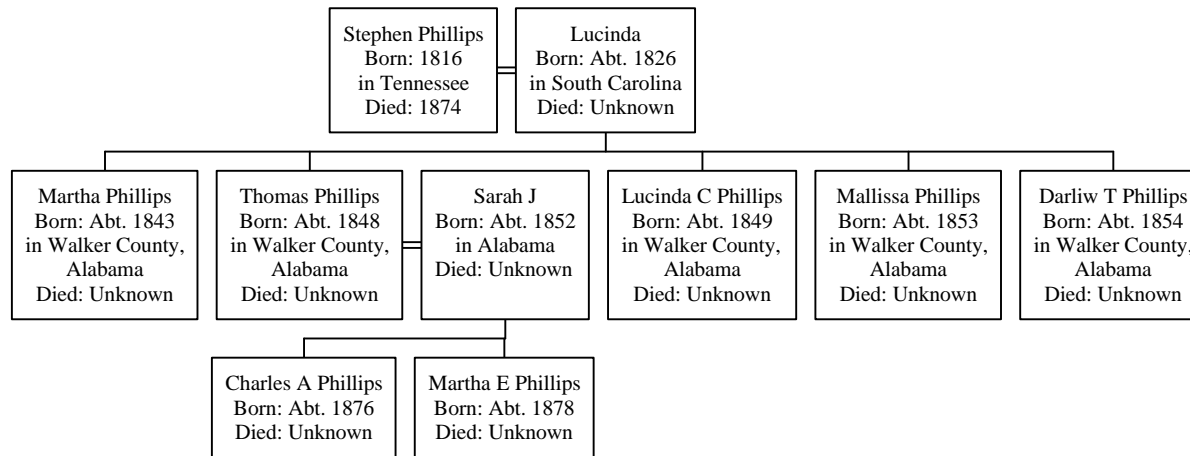 Stephen Phillips
Born: 1816
in Tennessee
Died: 1874
Lucinda
Born: Abt. 1826
in South Carolina
Died: Unknown
Martha Phillips
Born: Abt. 1843
in Walker County,
Alabama
Died: Unknown
Thomas Phillips
Born: Abt. 1848
in Walker County,
Alabama
Died: Unknown
Sarah J
Born: Abt. 1852
in Alabama
Died: Unknown
Lucinda C Phillips
Born: Abt. 1849
in Walker County,
Alabama
Died: Unknown
Mallissa Phillips
Born: Abt. 1853
in Walker County,
Alabama
Died: Unknown
Darliw T Phillips
Born: Abt. 1854
in Walker County,
Alabama
Died: Unknown
Charles A Phillips
Born: Abt. 1876
Died: Unknown
Martha E Phillips
Born: Abt. 1878
Died: Unknown